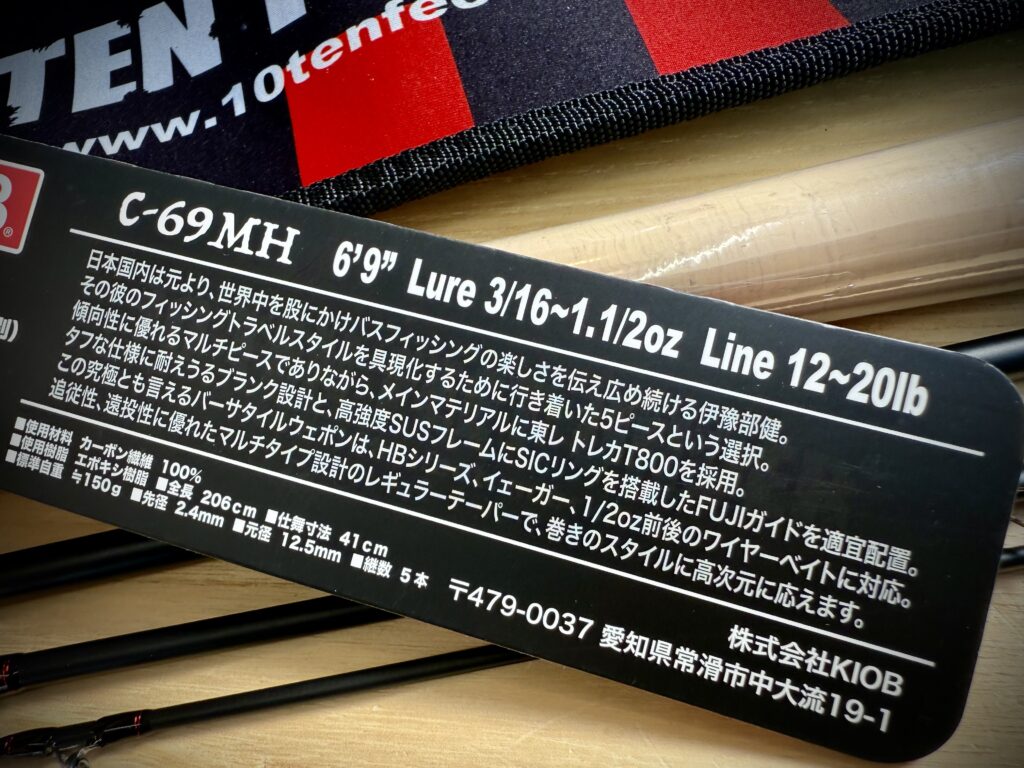 TEN
www.10tenfee
C-69MH 6'9” Lure 3/16~1.1/2oz Line 12~20lb
日本国内は元より、世界中を股にかけバスフィッシングの楽しさを伝え広め続ける伊豫部健。
その彼のフィッシングトラベルスタイルを具現化するために行き着いた5ピースという選択。
傾向性に優れるマルチピースでありながら、メインマテリアルに東レ トレカT800を採用。
タフな仕様に耐えうるブランク設計と、高強度SUSフレームにSICリングを搭載したFUJIガイドを適宜配置。
この究極とも言えるバーサタイルウェポンは、HBシリーズ、イェーガー、1/2oz前後のワイヤーベイトに対応。
追従性、遠投性に優れたマルチタイプ設計のレギュラーテーパーで、巻きのスタイルに高次元に応えます。
■使用材料 カーボン繊維 100%
■使用樹脂 エポキシ樹脂 ■全長 206cm ■仕舞寸法 41cm
■標準自重 ≒150g ■先径 2.4mm ■元径 12.5mm ■継数 5本
株式会社KIOB
〒479-0037 愛知県常滑市中大流19-1